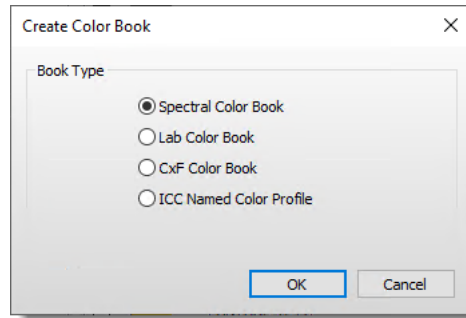 Create Color Book
Book Type
Spectral Color Book
Lab Color Book
CxF Color Book
ICC Named Color Profile
OK Cancel